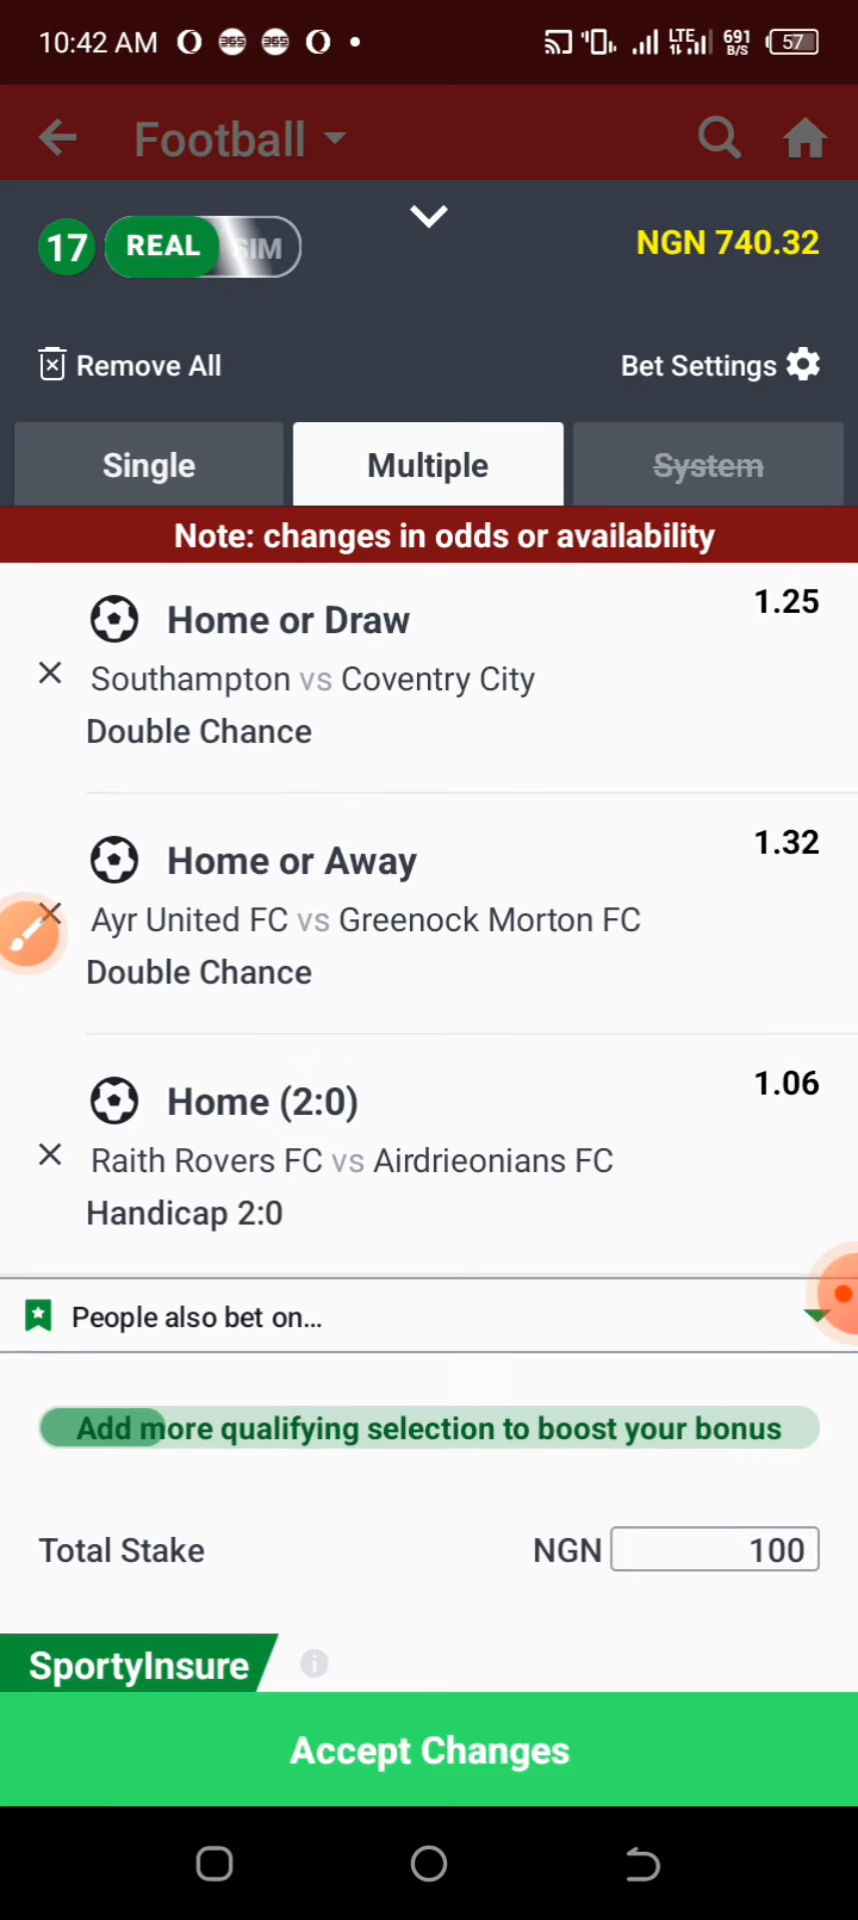 10:42 AM
LTE
691
B/S
57
Football
17
REAL
SIM
NGN 740.32
Remove All
Bet Settings
Single
Multiple
System
Note: changes in odds or availability
Home or Draw
1.25
Southampton vs Coventry City
Double Chance
Home or Away
1.32
Ayr United FC vs Greenock Morton FC
Double Chance
Home (2:0)
1.06
Raith Rovers FC vs Airdrieonians FC
Handicap 2:0
People also bet on...
Add more qualifying selection to boost your bonus
Total Stake
NGN
100
SportyInsure
Accept Changes